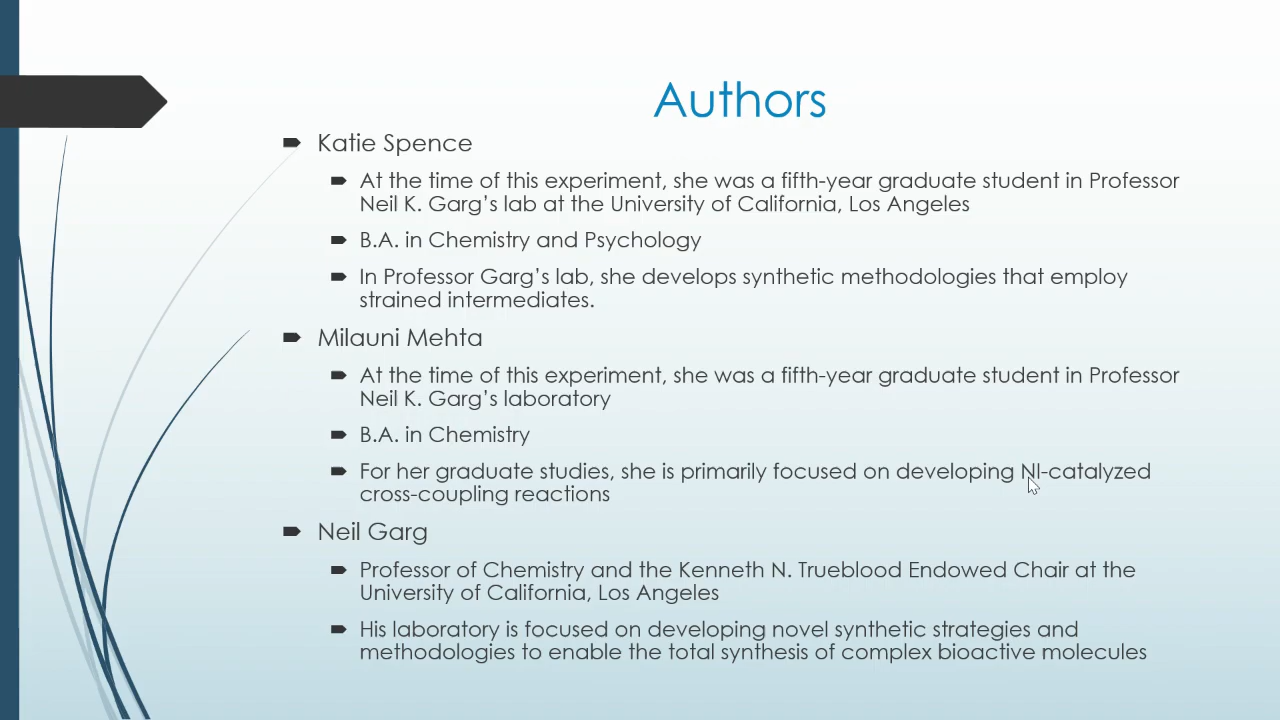 Authors
Katie Spence
At the time of this experiment, she was a fifth-year graduate student in Professor
Neil K. Garg’s lab at the University of California, Los Angeles
B.A. in Chemistry and Psychology
In Professor Garg’s lab, she develops synthetic methodologies that employ
strained intermediates.
Milauni Mehta
At the time of this experiment, she was a fifth-year graduate student in Professor
Neil K. Garg’s laboratory
B.A. in Chemistry
For her graduate studies, she is primarily focused on developing NI-catalyzed
cross-coupling reactions
Neil Garg
Professor of Chemistry and the Kenneth N. Trueblood Endowed Chair at the
University of California, Los Angeles
His laboratory is focused on developing novel synthetic strategies and
methodologies to enable the total synthesis of complex bioactive molecules